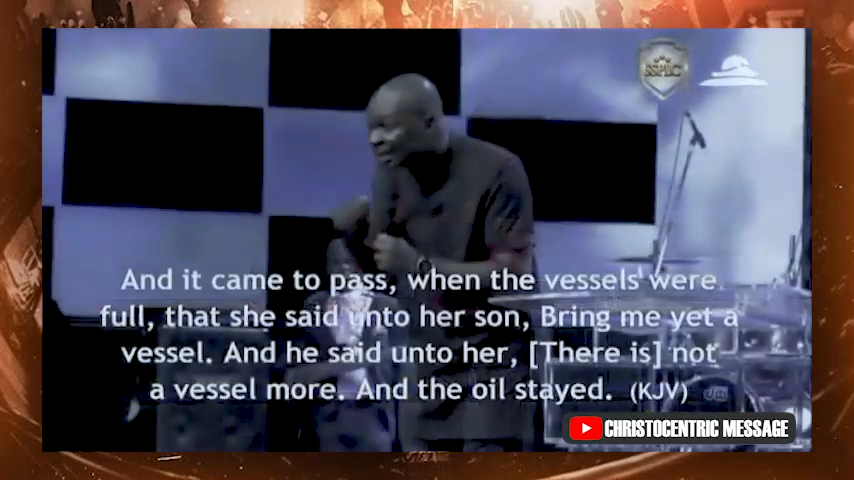 SSPEC
And it came to pass, when the vessels were
full, that she said unto her son, Bring me yet a
vessel. And he said unto her, [There is] not
a vessel more. And the oil stayed. (KJV)
CHRISTOCENTRIC MESSAGE